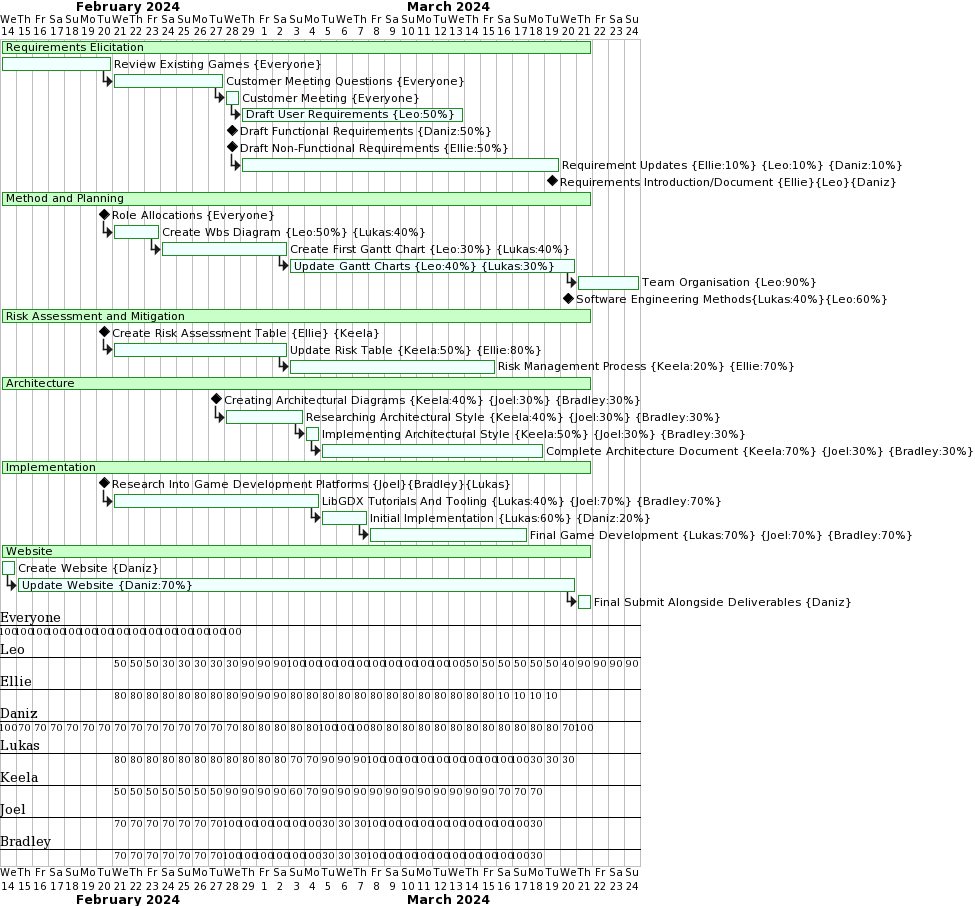 February 2024 March 2024
We Th Fr Sa Su Mo Tu We Th Fr Sa Su Mo Tu We Th Fr Sa Su Mo Tu We Th Fr Sa Su Mo Tu We Th Fr Sa Su Mo Tu We Th Fr Sa Su
14 15 16 17 18 19 20 21 22 23 24 25 26 27 28 29 1 2 3 4 5 6 7 8 9 10 11 12 13 14 15 16 17 18 19 20 21 22 23 24
Requirements Elicitation
Review Existing Games {Everyone}
Customer Meeting Questions {Everyone}
Customer Meeting {Everyone}
Draft User Requirements {Leo:50%}
Draft Functional Requirements {Daniz:50%}
Draft Non-Functional Requirements {Ellie:50%}
Requirement Updates {Ellie:10%} {Leo:10%} {Daniz:10%}
Requirements Introduction/Document {Ellie}{Leo}{Daniz}
Method and Planning
Role Allocations {Everyone}
Create Wbs Diagram {Leo:50%} {Lukas:40%}
Create First Gantt Chart {Leo:30%} {Lukas:40%}
Update Gantt Charts {Leo:40%} {Lukas:30%}
Team Organisation {Leo:90%}
Software Engineering Methods{Lukas:40%}{Leo:60%}
Risk Assessment and Mitigation
Create Risk Assessment Table {Ellie} {Keela}
Update Risk Table {Keela:50%} {Ellie:80%}
Risk Management Process {Keela:20%} {Ellie:70%}
Architecture
Creating Architectural Diagrams {Keela:40%} {Joel:30%} {Bradley:30%}
Researching Architectural Style {Keela:40%} {Joel:30%} {Bradley:30%}
Implementing Architectural Style {Keela:50%} {Joel:30%} {Bradley:30%}
Complete Architecture Document {Keela:70%} {Joel:30%} {Bradley:30%}
Implementation
Research Into Game Development Platforms {Joel}{Bradley}{Lukas}
LibGDX Tutorials And Tooling {Lukas:40%} {Joel:70%} {Bradley:70%}
Initial Implementation {Lukas:60%} {Daniz:20%}
Final Game Development {Lukas:70%} {Joel:70%} {Bradley:70%}
Website
Create Website {Daniz}
Update Website {Daniz:70%}
Final Submit Alongside Deliverables {Daniz}
Everyone
100 100 100 100 100 100 100 100 100 100 100 100 100 100 100
Leo
50 50 50 30 30 30 30 30 90 90 90 100 100 100 100 100 100 100 100 100 100 100 50 50 50 50 50 50 40 90 90 90 90
Ellie
80 80 80 80 80 80 80 80 90 90 90 80 80 80 80 80 80 80 80 80 80 80 80 80 10 10 10 10
Daniz
100 70 70 70 70 70 70 70 70 70 70 70 70 70 70 80 80 80 80 80 100 100 100 80 80 80 80 80 80 80 80 80 80 80 80 70 100
Lukas
80 80 80 80 80 80 80 80 80 80 80 70 70 90 90 90 100 100 100 100 100 100 100 100 100 100 30 30 30
Keela
50 50 50 50 50 50 50 90 90 90 90 60 70 90 90 90 90 90 90 90 90 90 90 90 70 70 70
Joel
70 70 70 70 70 70 70 100 100 100 100 100 100 30 30 30 100 100 100 100 100 100 100 100 100 100 30
Bradley
70 70 70 70 70 70 70 100 100 100 100 100 100 30 30 30 100 100 100 100 100 100 100 100 100 100 30
We Th Fr Sa Su Mo Tu We Th Fr Sa Su Mo Tu We Th Fr Sa Su Mo Tu We Th Fr Sa Su Mo Tu We Th Fr Sa Su Mo Tu We Th Fr Sa Su
14 15 16 17 18 19 20 21 22 23 24 25 26 27 28 29 1 2 3 4 5 6 7 8 9 10 11 12 13 14 15 16 17 18 19 20 21 22 23 24
February 2024 March 2024